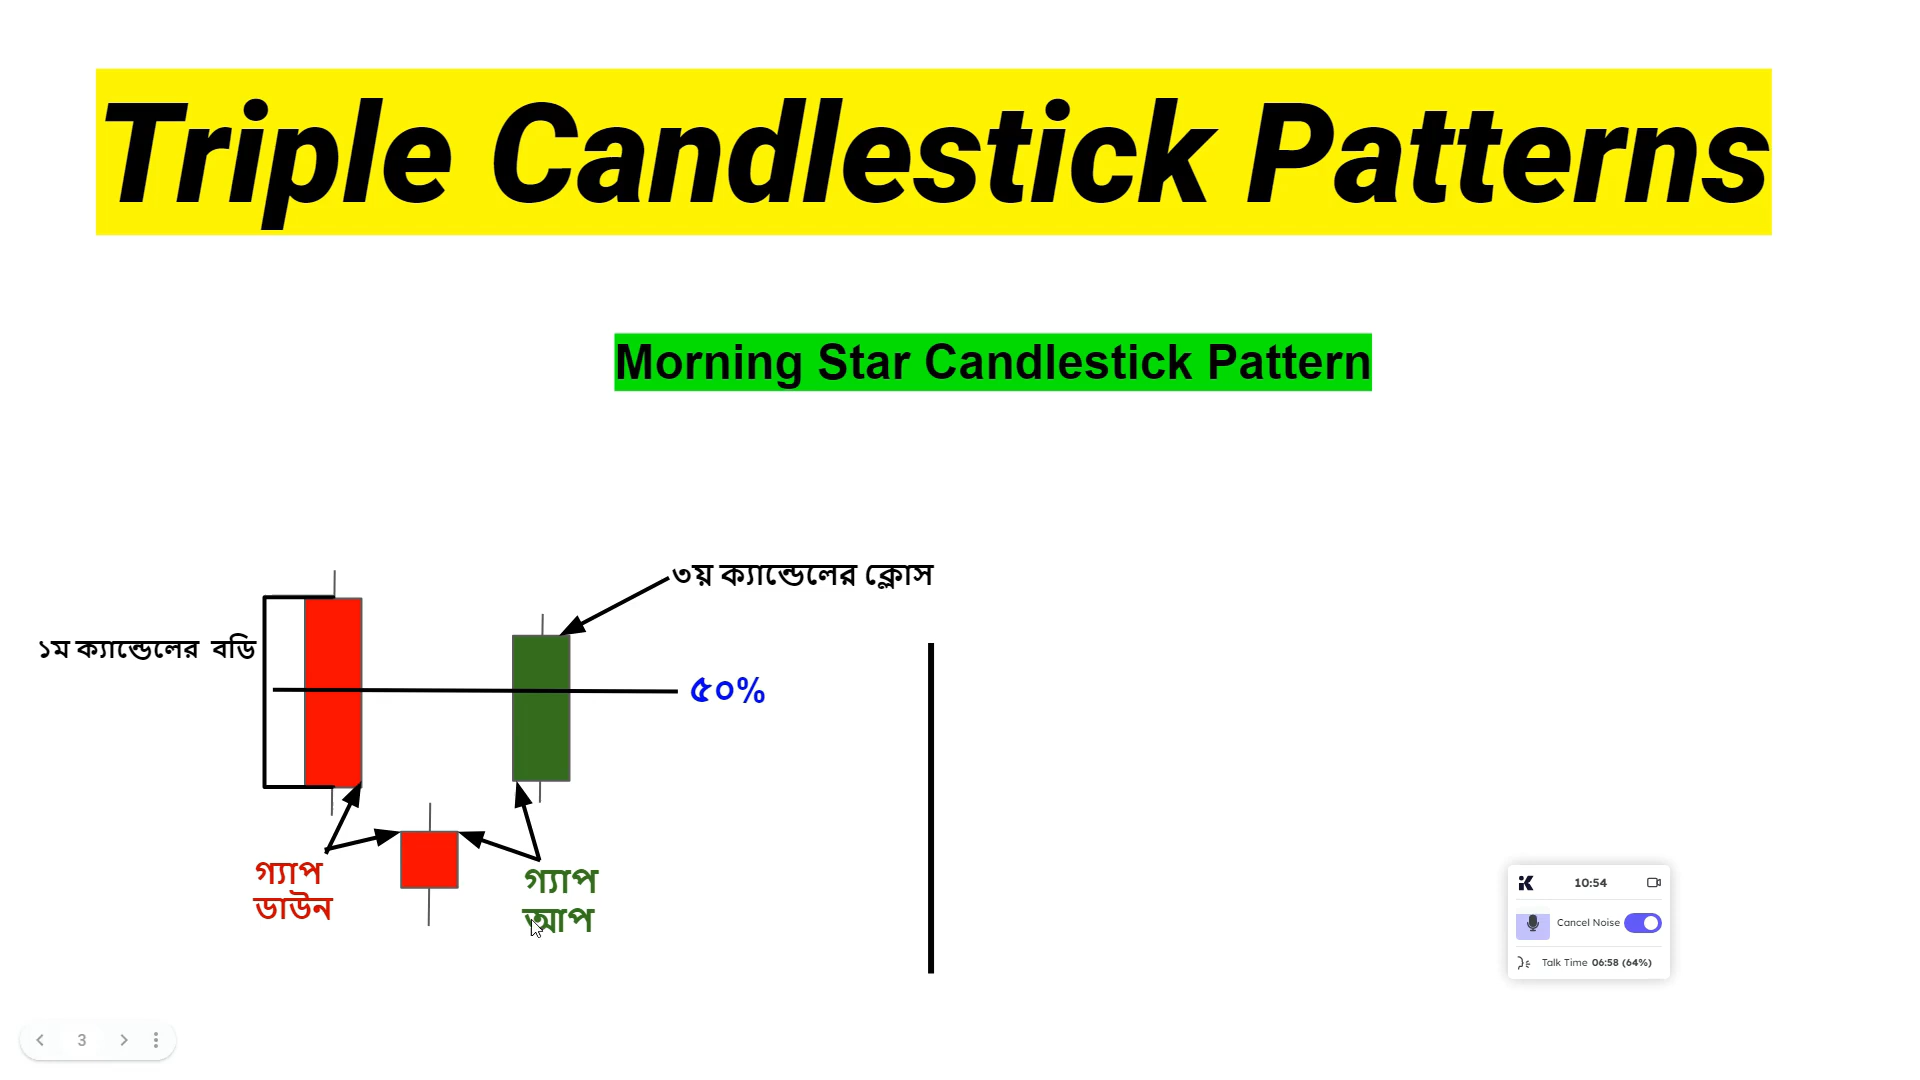 Triple Candlestick Patterns
Morning Star Candlestick Pattern
৩য় ক্যান্ডেলের ক্লোস
১ম ক্যান্ডেলের বডি
৫০%
গ্যাপ
ডাউন
গ্যাপ
আপ
10:54
Cancel Noise
Talk Time 06:58 (64%)
3